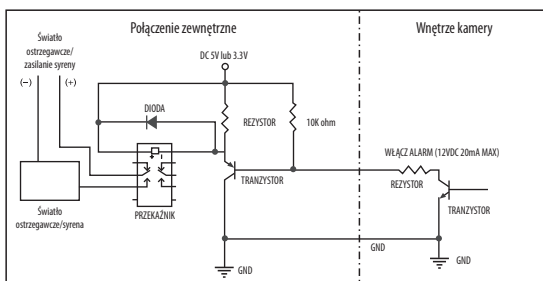 Połączenie zewnętrzne
Wnętrze kamery
Światło
ostrzegawcze/
zasilanie syreny
(−)
(+)
DC 5V lub 3.3V
DIODA
REZYSTOR
10K ohm
WŁĄCZ ALARM (12VDC 20mA MAX)
REZYSTOR
TRANZYSTOR
TRANZYSTOR
PRZEKAŹNIK
Światło
ostrzegawcze/syrena
GND
GND
GND